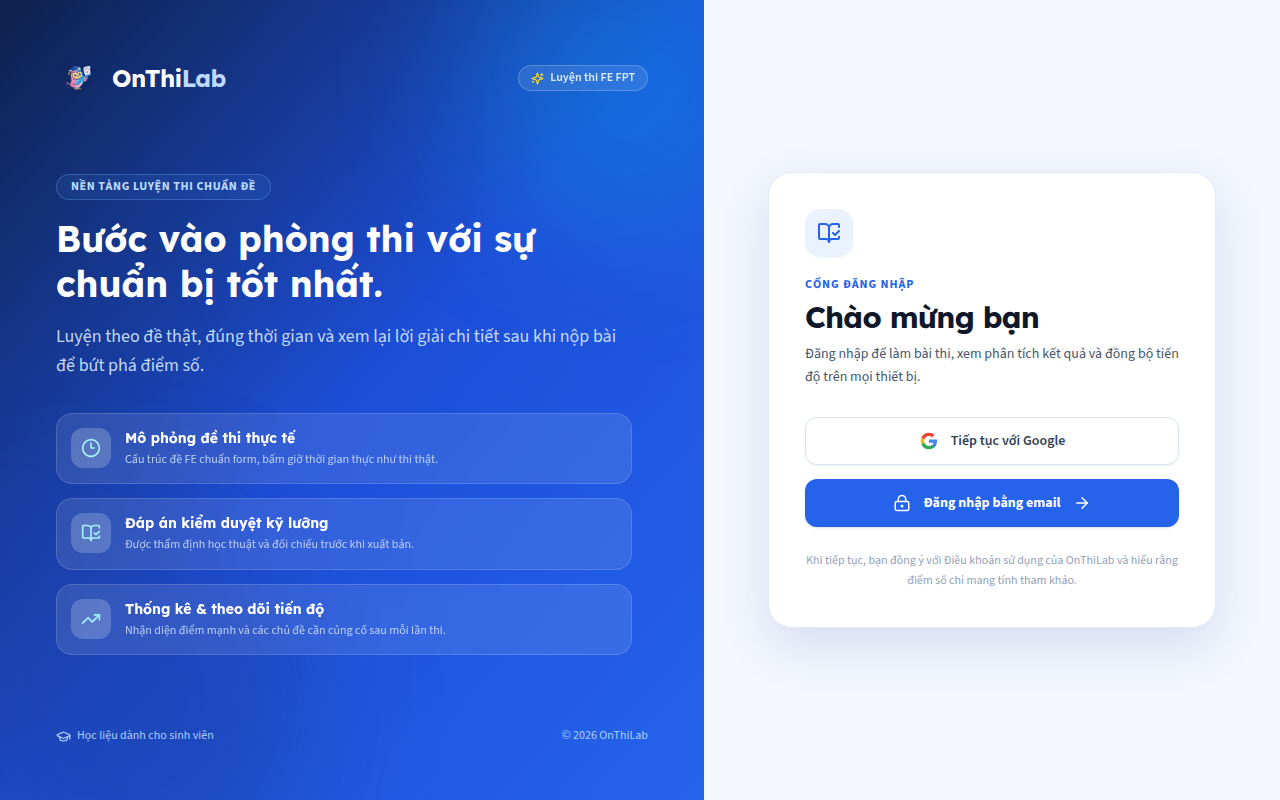 OnThiLab
Luyện thi FE FPT
NỀN TẢNG LUYỆN THI CHUẨN ĐỀ
Bước vào phòng thi với sự
chuẩn bị tốt nhất.
Luyện theo đề thật, đúng thời gian và xem lại lời giải chi tiết sau khi nộp bài
để bứt phá điểm số.
Mô phỏng đề thi thực tế
Cấu trúc đề FE chuẩn form, bấm giờ thời gian thực như thi thật.
Đáp án kiểm duyệt kỹ lưỡng
Được thẩm định học thuật và đối chiếu trước khi xuất bản.
Thống kê & theo dõi tiến độ
Nhận diện điểm mạnh và các chủ đề cần củng cố sau mỗi lần thi.
Học liệu dành cho sinh viên
© 2026 OnThiLab
CỔNG ĐĂNG NHẬP
Chào mừng bạn
Đăng nhập để làm bài thi, xem phân tích kết quả và đồng bộ tiến
độ trên mọi thiết bị.
Tiếp tục với Google
Đăng nhập bằng email
Khi tiếp tục, bạn đồng ý với Điều khoản sử dụng của OnThiLab và hiểu rằng
điểm số chỉ mang tính tham khảo.